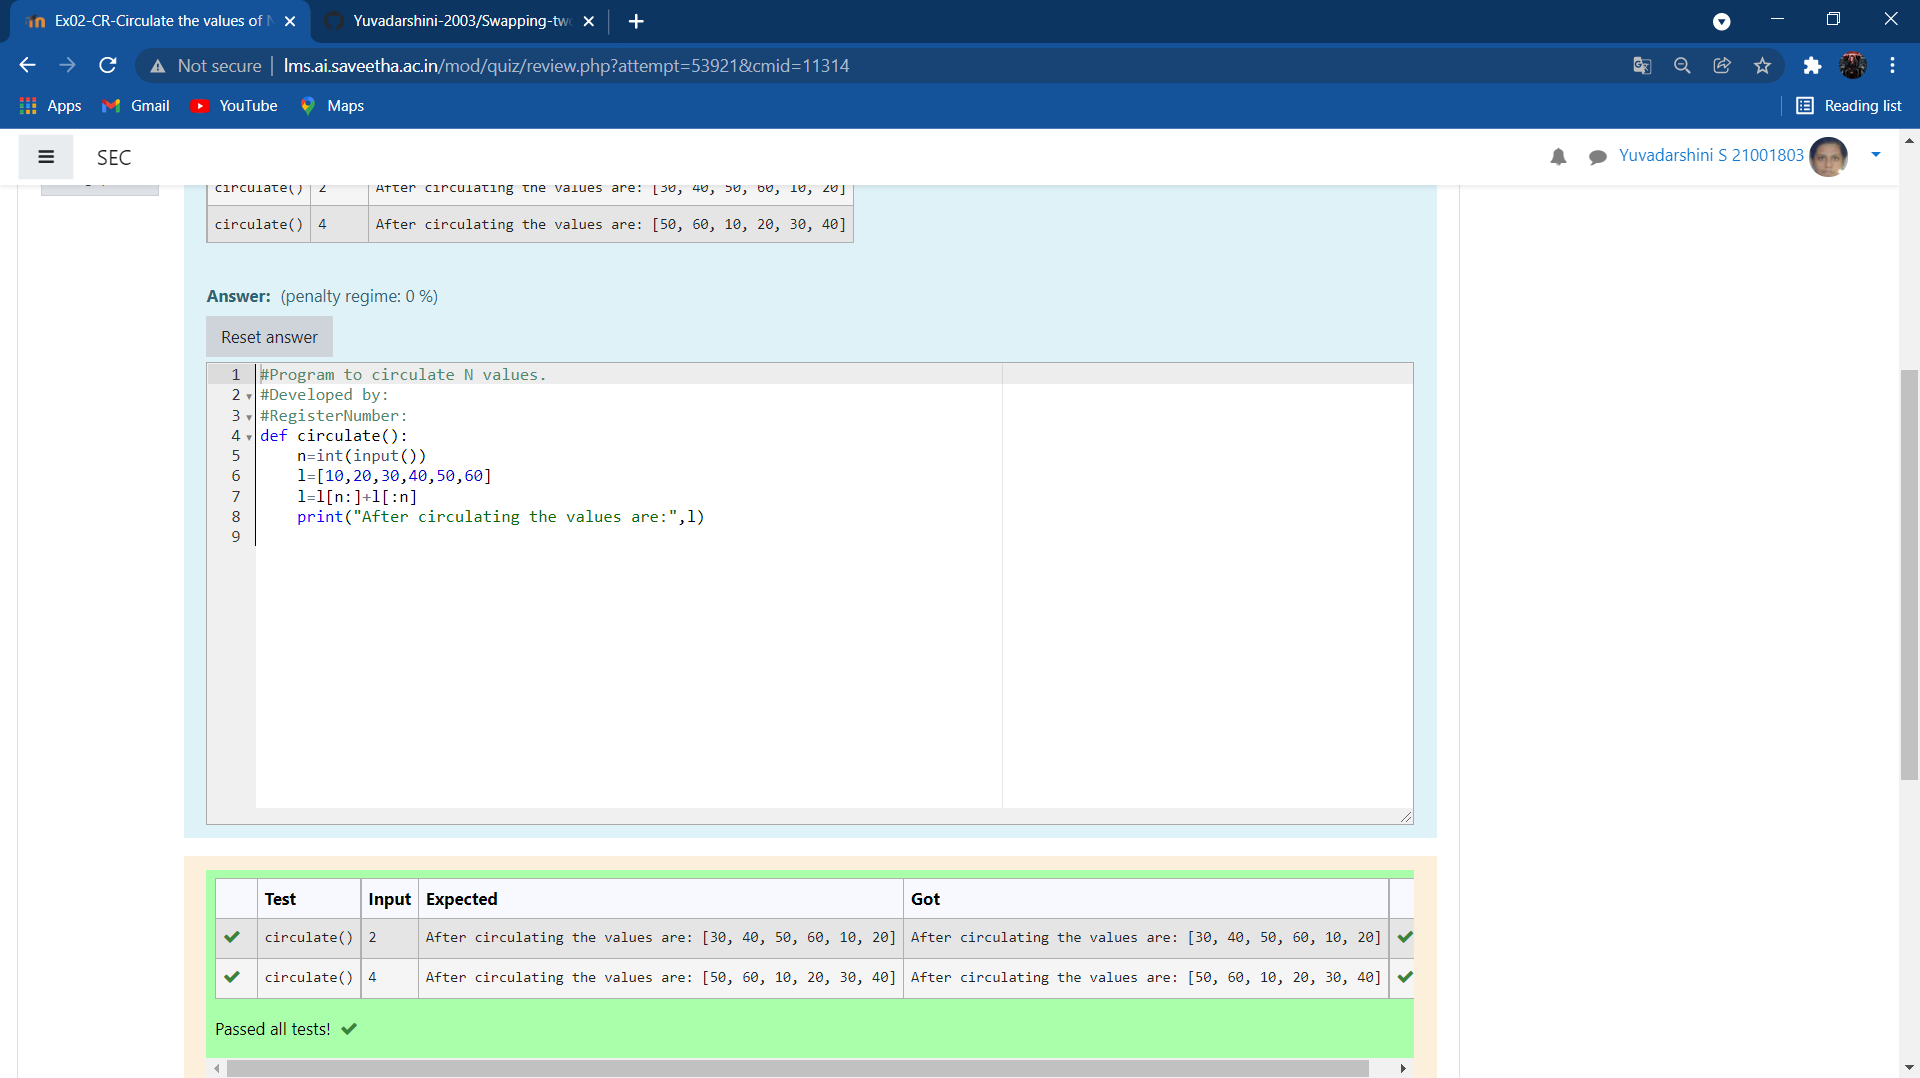 Ex02-CR-Circulate the values of N
Yuvadarshini-2003/Swapping-tw
Not secure | lms.ai.saveetha.ac.in/mod/quiz/review.php?attempt=53921&cmid=11314
Apps Gmail YouTube Maps Reading list
SEC Yuvadarshini S 21001803
circulate() 2 After circulating the values are: [30, 40, 50, 60, 10, 20]
circulate() 4 After circulating the values are: [50, 60, 10, 20, 30, 40]
Answer: (penalty regime: 0 %)
Reset answer
1 #Program to circulate N values.
2 #Developed by:
3 #RegisterNumber:
4 def circulate():
5 n=int(input())
6 l=[10,20,30,40,50,60]
7 l=l[n:]+l[:n]
8 print("After circulating the values are:",l)
9
Test Input Expected Got
circulate() 2 After circulating the values are: [30, 40, 50, 60, 10, 20] After circulating the values are: [30, 40, 50, 60, 10, 20]
circulate() 4 After circulating the values are: [50, 60, 10, 20, 30, 40] After circulating the values are: [50, 60, 10, 20, 30, 40]
Passed all tests!